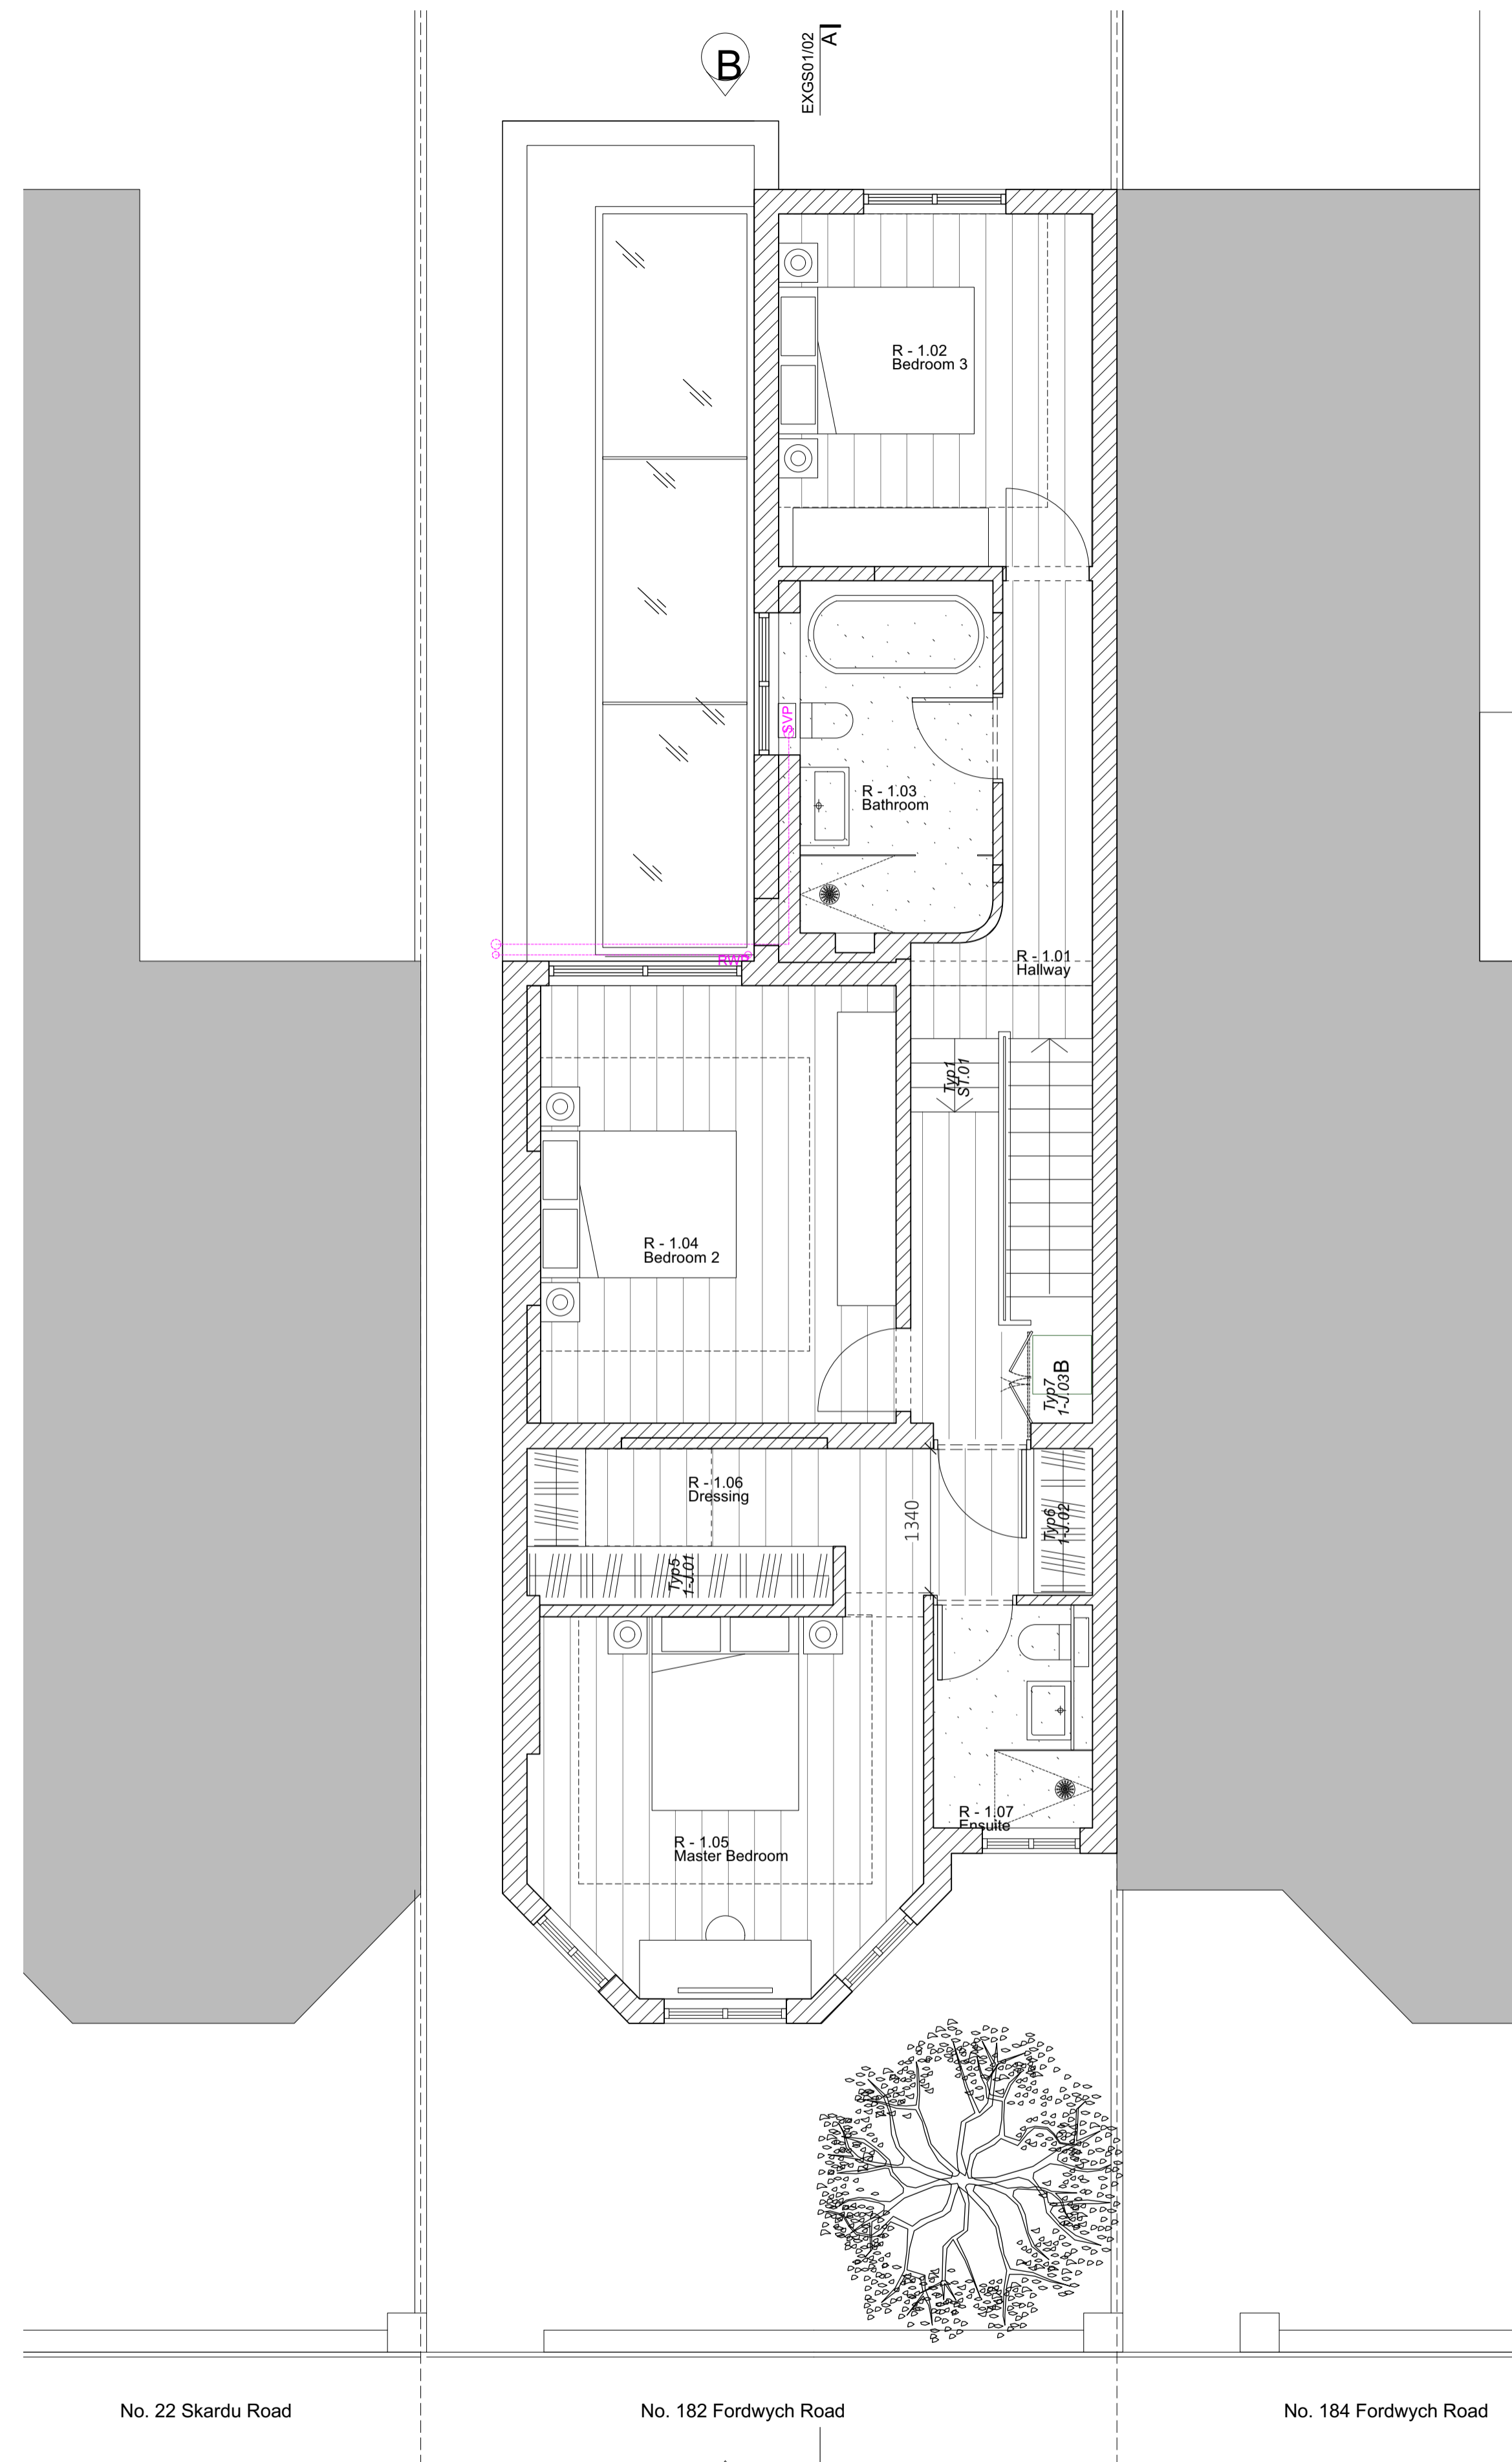 B
EXGS01/02
A
R - 1.02
Bedroom 3
SVP
R - 1.03
Bathroom
RWP
R - 1.01
Hallway
Typ1
ST.01
R - 1.04
Bedroom 2
B
Typ7
1-J.03
R - 1.06
Dressing
1340
Typ6
1-J.02
Typ5
1-J.01
R - 1.07
Ensuite
R - 1.05
Master Bedroom
No. 22 Skardu Road
No. 182 Fordwych Road
No. 184 Fordwych Road